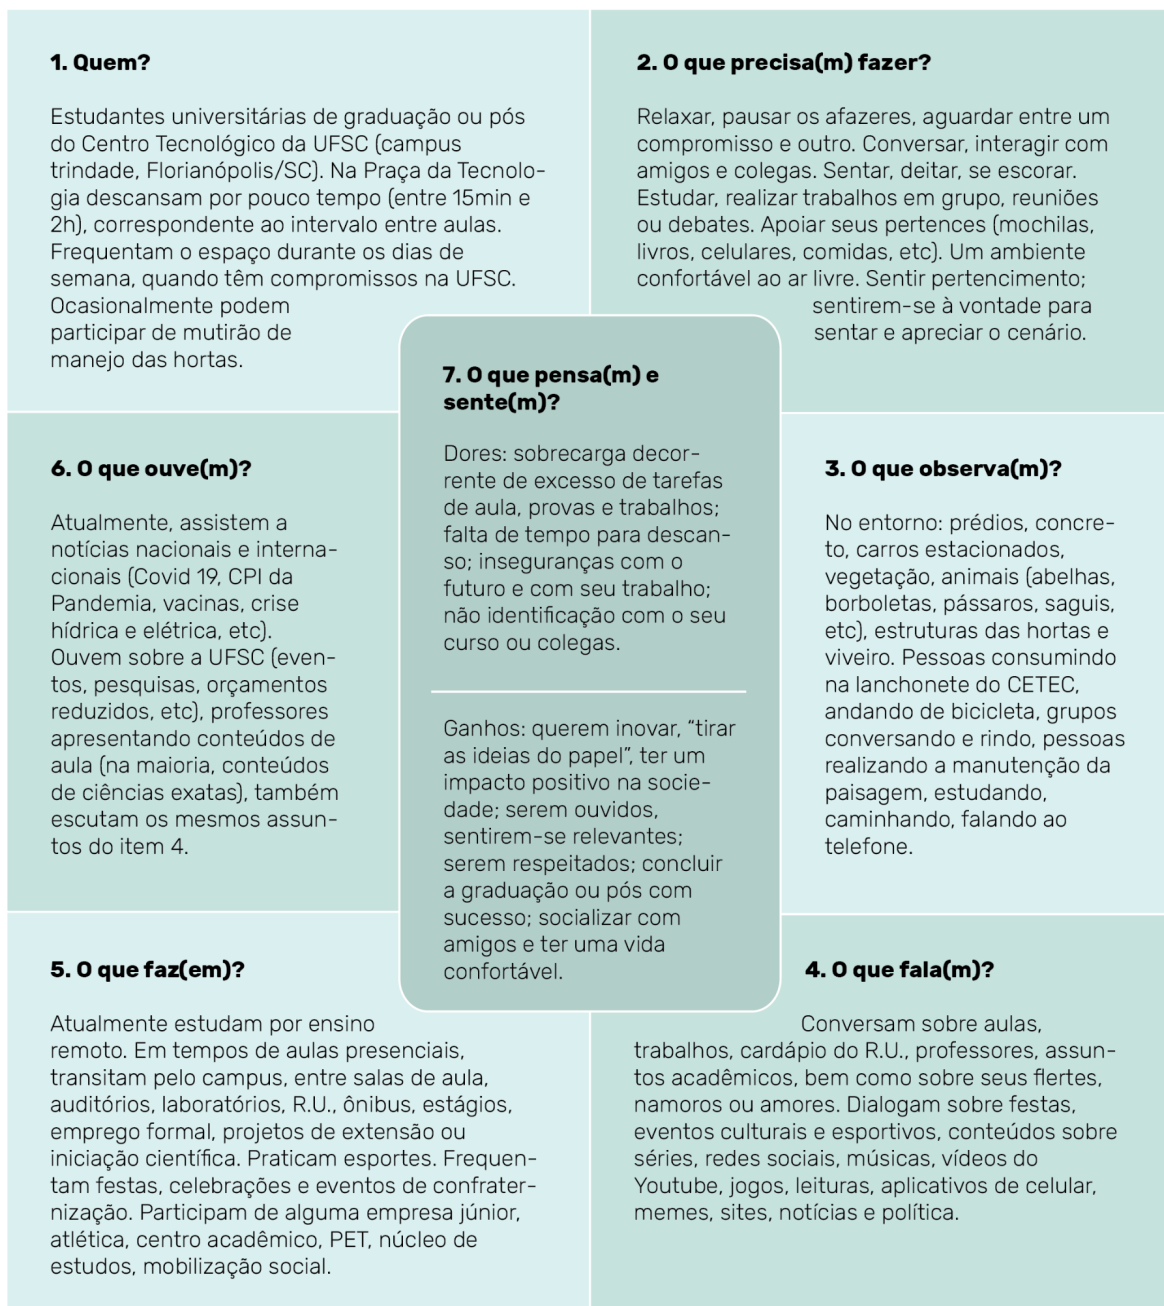 1. Quem?
Estudantes universitárias de graduação ou pós
do Centro Tecnológico da UFSC (campus
trindade, Florianópolis/SC). Na Praça da Tecnolo-
gia descansam por pouco tempo (entre 15min e
2h), correspondente ao intervalo entre aulas.
Frequentam o espaço durante os dias de
semana, quando têm compromissos na UFSC.
Ocasionalmente podem
participar de mutirão de
manejo das hortas.
2. O que precisa(m) fazer?
Relaxar, pausar os afazeres, aguardar entre um
compromisso e outro. Conversar, interagir com
amigos e colegas. Sentar, deitar, se escorar.
Estudar, realizar trabalhos em grupo, reuniões
ou debates. Apoiar seus pertences (mochilas,
livros, celulares, comidas, etc). Um ambiente
confortável ao ar livre. Sentir pertencimento;
sentirem-se à vontade para
sentar e apreciar o cenário.
3. O que observa(m)?
No entorno: prédios, concre-
to, carros estacionados,
vegetação, animais (abelhas,
borboletas, pássaros, saguis,
etc), estruturas das hortas e
viveiro. Pessoas consumindo
na lanchonete do CETEC,
andando de bicicleta, grupos
conversando e rindo, pessoas
realizando a manutenção da
paisagem, estudando,
caminhando, falando ao
telefone.
4. O que fala(m)?
Conversam sobre aulas,
trabalhos, cardápio do R.U., professores, assun-
tos acadêmicos, bem como sobre seus flertes,
namoros ou amores. Dialogam sobre festas,
eventos culturais e esportivos, conteúdos sobre
séries, redes sociais, músicas, vídeos do
Youtube, jogos, leituras, aplicativos de celular,
memes, sites, notícias e política.
5. O que faz(em)?
Atualmente estudam por ensino
remoto. Em tempos de aulas presenciais,
transitam pelo campus, entre salas de aula,
auditórios, laboratórios, R.U., ônibus, estágios,
emprego formal, projetos de extensão ou
iniciação científica. Praticam esportes. Frequen-
tam festas, celebrações e eventos de confrater-
nização. Participam de alguma empresa júnior,
atlética, centro acadêmico, PET, núcleo de
estudos, mobilização social.
6. O que ouve(m)?
Atualmente, assistem a
notícias nacionais e interna-
cionais (Covid 19, CPI da
Pandemia, vacinas, crise
hídrica e elétrica, etc).
Ouvem sobre a UFSC (even-
tos, pesquisas, orçamentos
reduzidos, etc), professores
apresentando conteúdos de
aula (na maioria, conteúdos
de ciências exatas), também
escutam os mesmos assun-
tos do item 4.
7. O que pensa(m) e
sente(m)?
Dores: sobrecarga decor-
rente de excesso de tarefas
de aula, provas e trabalhos;
falta de tempo para descan-
so; inseguranças com o
futuro e com seu trabalho;
não identificação com o seu
curso ou colegas.
Ganhos: querem inovar, “tirar
as ideias do papel”, ter um
impacto positivo na socie-
dade; serem ouvidos,
sentirem-se relevantes;
serem respeitados; concluir
a graduação ou pós com
sucesso; socializar com
amigos e ter uma vida
confortável.